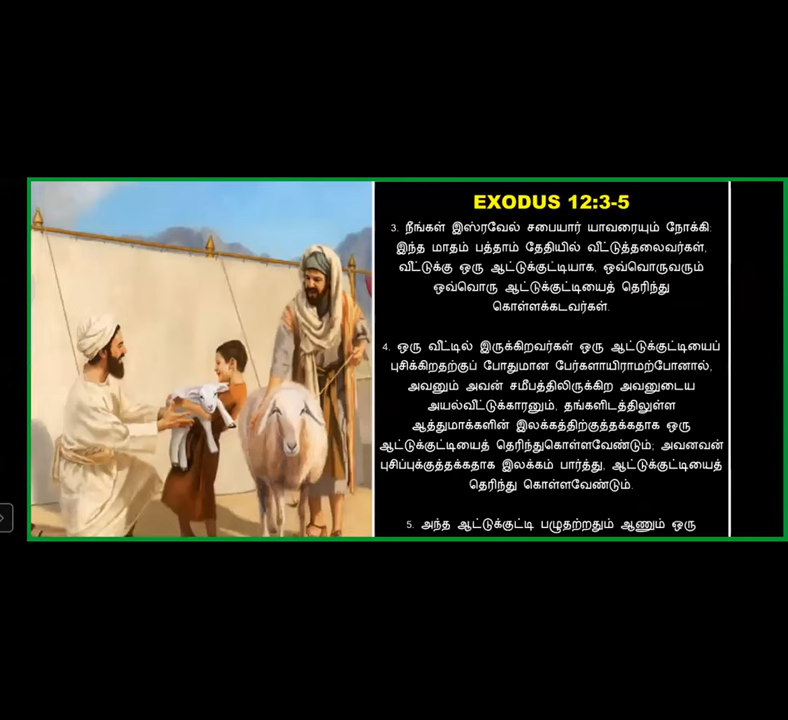 EXODUS 12:3-5
3. நீங்கள் இஸ்ரவேல் சபையார் யாவரையும் நோக்கி:
இந்த மாதம் பத்தாம் தேதியில் வீட்டுத்தலைவர்கள்,
வீட்டுக்கு ஒரு ஆட்டுக்குட்டியாக, ஒவ்வொருவரும்
ஒவ்வொரு ஆட்டுக்குட்டியைத் தெரிந்து
கொள்ளக்கடவர்கள்.
4. ஒரு வீட்டில் இருக்கிறவர்கள் ஒரு ஆட்டுக்குட்டியைப்
புசிக்கிறதற்குப் போதுமான பேர்களாயிராமற்போனால்,
அவனும் அவன் சமீபத்திலிருக்கிற அவனுடைய
அயல்வீட்டுக்காரனும், தங்களிடத்திலுள்ள
ஆத்துமாக்களின் இலக்கத்திற்குத்தக்கதாக ஒரு
ஆட்டுக்குட்டியைத் தெரிந்துகொள்ளவேண்டும்; அவனவன்
புசிப்புக்குத்தக்கதாக இலக்கம் பார்த்து, ஆட்டுக்குட்டியைத்
தெரிந்து கொள்ளவேண்டும்.
5. அந்த ஆட்டுக்குட்டி பழுதற்றதும் ஆணும் ஒரு